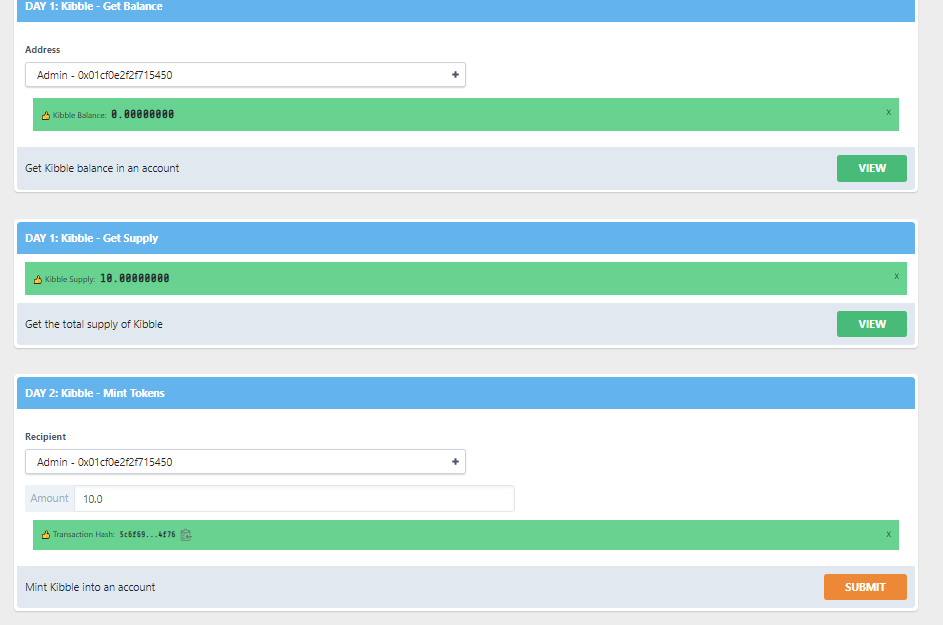 DAY 1: Kibble - Get Balance
Address
Admin - 0x01cf0e2f2f715450
Kibble Balance: 0.00000000 x
Get Kibble balance in an account VIEW
DAY 1: Kibble - Get Supply
Kibble Supply: 10.00000000 x
Get the total supply of Kibble VIEW
DAY 2: Kibble - Mint Tokens
Recipient
Admin - 0x01cf0e2f2f715450
Amount 10.0
Transaction Hash: 5c6f69...4f76 x
Mint Kibble into an account SUBMIT